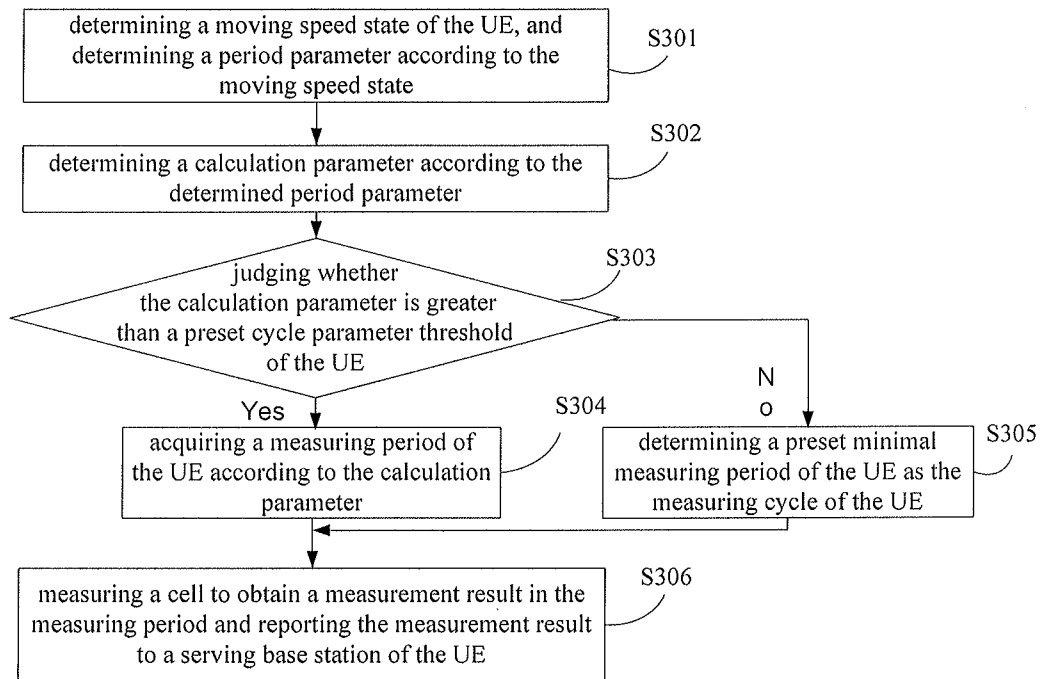 determining a moving speed state of the UE, and
determining a period parameter according to the
moving speed state
S301
determining a calculation parameter according to the
determined period parameter
S302
judging whether
the calculation parameter is greater
than a preset cycle parameter threshold
of the UE
S303
Yes
N
o
acquiring a measuring period of
the UE according to the calculation
parameter
S304
determining a preset minimal
measuring period of the UE as the
measuring cycle of the UE
S305
measuring a cell to obtain a measurement result in the
measuring period and reporting the measurement result
to a serving base station of the UE
S306